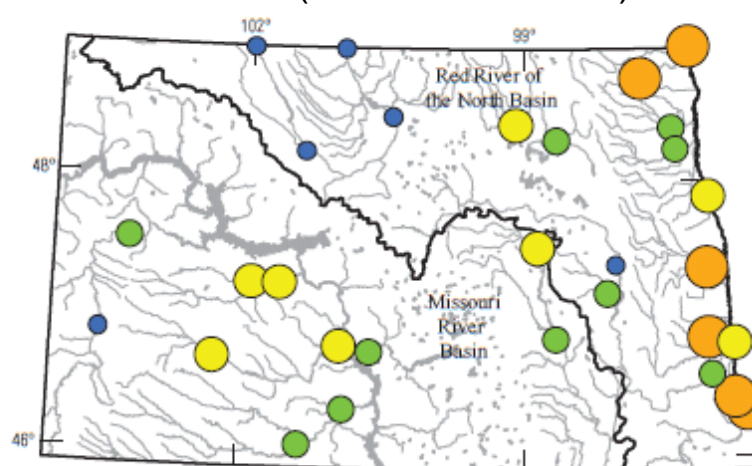 102°
99°
Red River of
the North Basin
48°
Missouri
River
Basin
46°